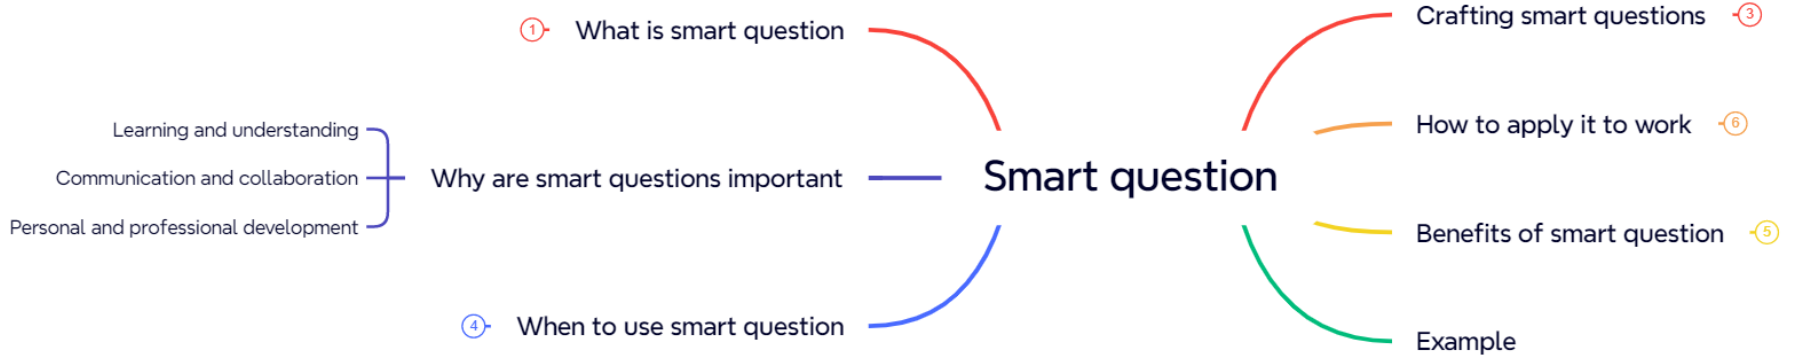 Smart question
What is smart question
1
Why are smart questions important
Learning and understanding
Communication and collaboration
Personal and professional development
When to use smart question
4
Crafting smart questions
3
How to apply it to work
6
Benefits of smart question
5
Example